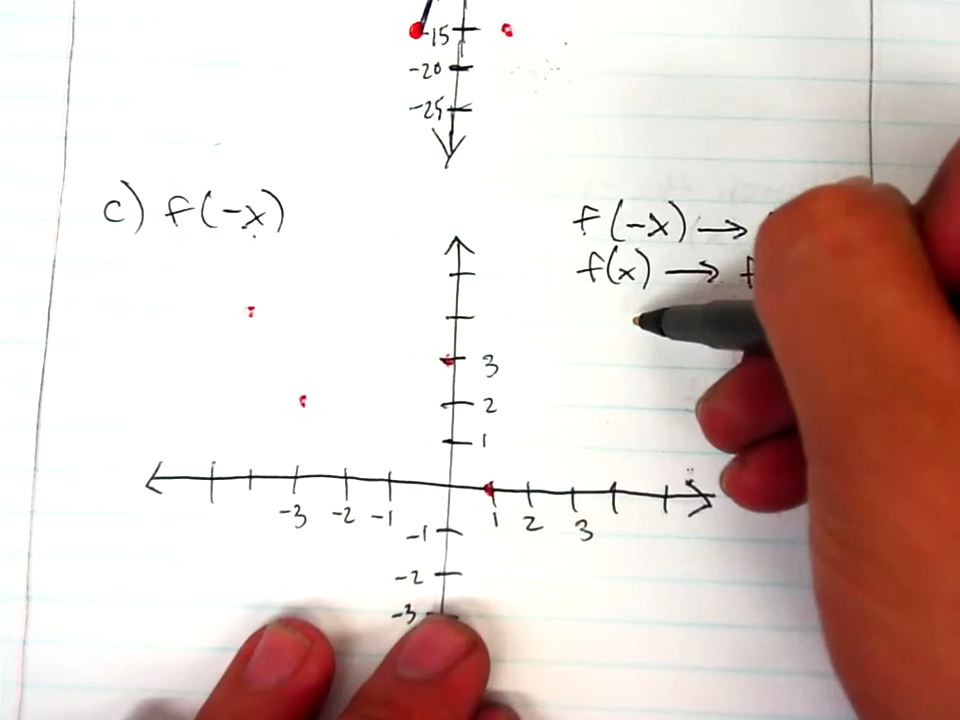 -15
-20
-25
c) f(-x)
f(-x) →
f(x) → f
3
2
1
-3 -2 -1 1 2 3
-1
-2
-3